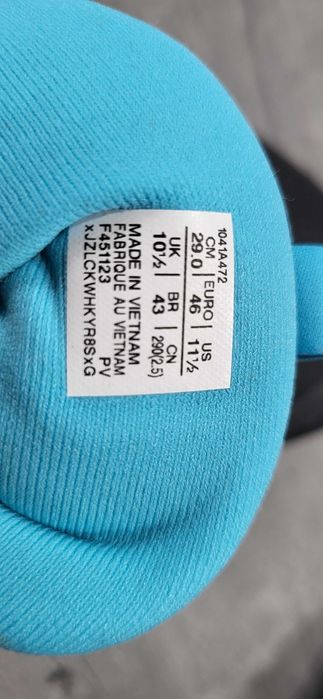 1041A472
CM | EURO | US
29.0 | 46 | 11½
UK | BR | CN
10½ | 43 | 290(2.5)
MADE IN VIETNAM
FABRIQUE AU VIETNAM
F451123 PV
xJZLCKWHKYR8SxG